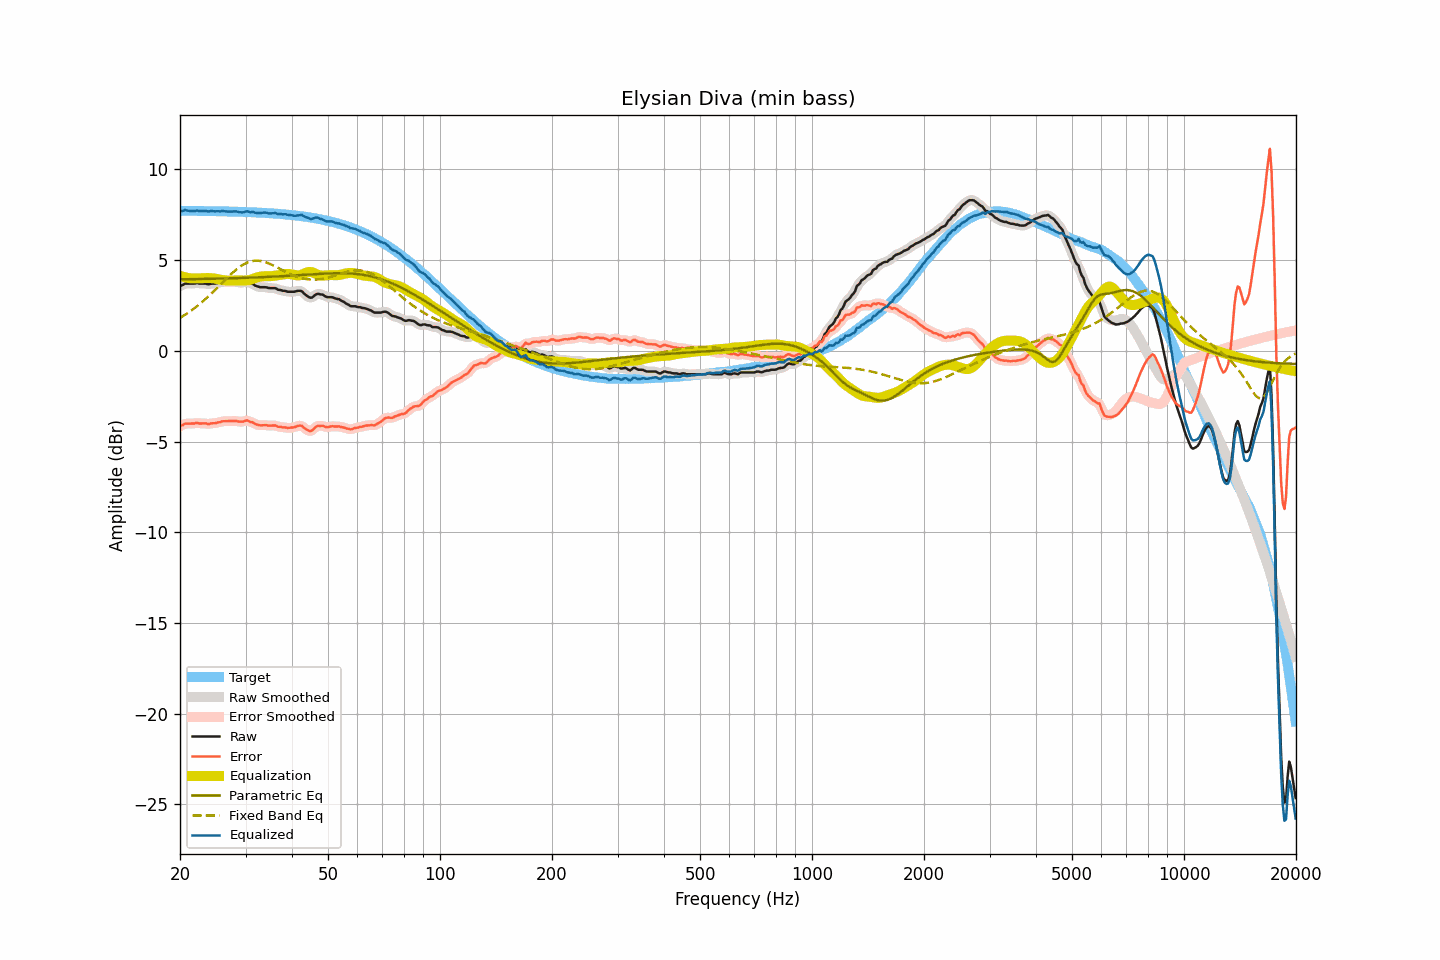 Elysian Diva (min bass)
10
5
0
−5
−10
−15
−20
−25
Amplitude (dBr)
Target
Raw Smoothed
Error Smoothed
Raw
Error
Equalization
Parametric Eq
Fixed Band Eq
Equalized
20 50 100 200 500 1000 2000 5000 10000 20000
Frequency (Hz)